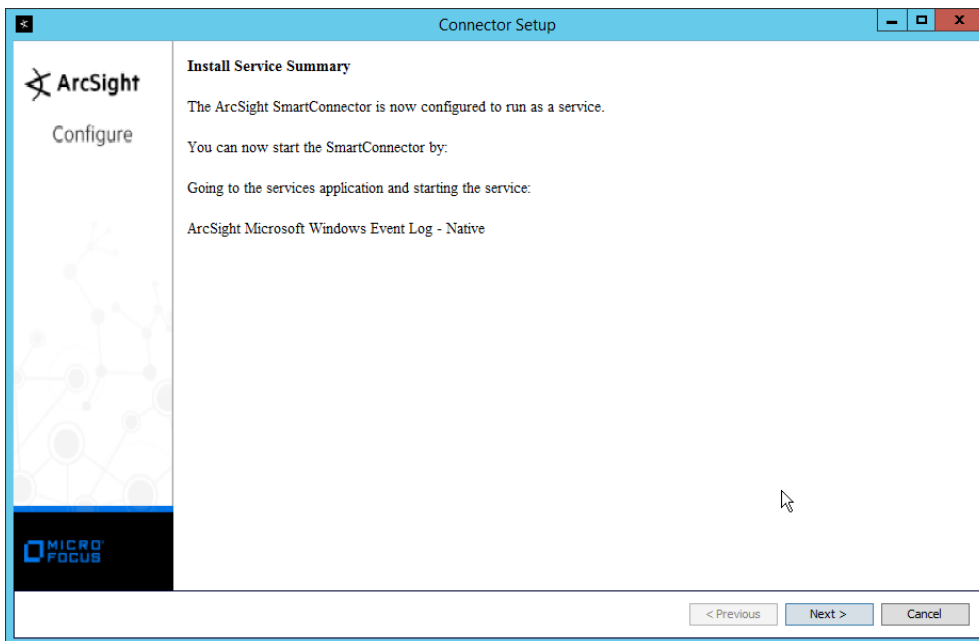 Connector Setup
ArcSight
Configure
Install Service Summary
The ArcSight SmartConnector is now configured to run as a service.
You can now start the SmartConnector by:
Going to the services application and starting the service:
ArcSight Microsoft Windows Event Log - Native
MICRO
FOCUS
< Previous Next > Cancel